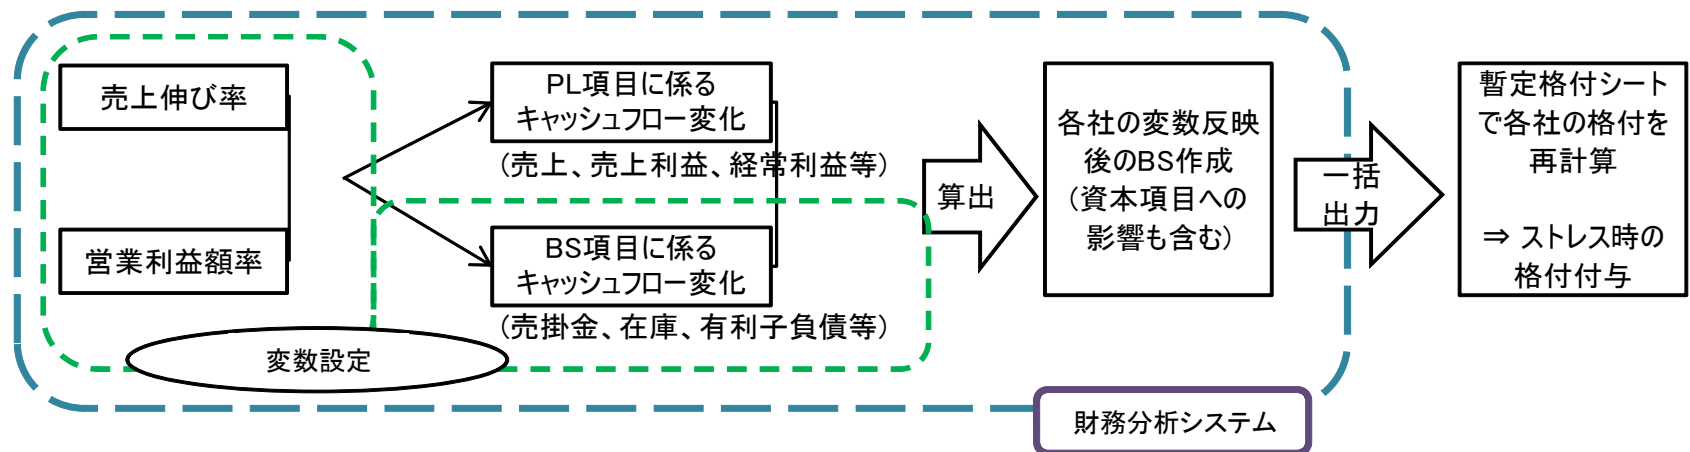 売上伸び率
営業利益額率
変数設定
PL項目に係る
キャッシュフロー変化
(売上、売上利益、経常利益等)
BS項目に係る
キャッシュフロー変化
(売掛金、在庫、有利子負債等)
算出
各社の変数反映
後のBS作成
(資本項目への
影響も含む)
一括
出力
暫定格付シート
で各社の格付を
再計算
⇒ ストレス時の
格付付与
財務分析システム